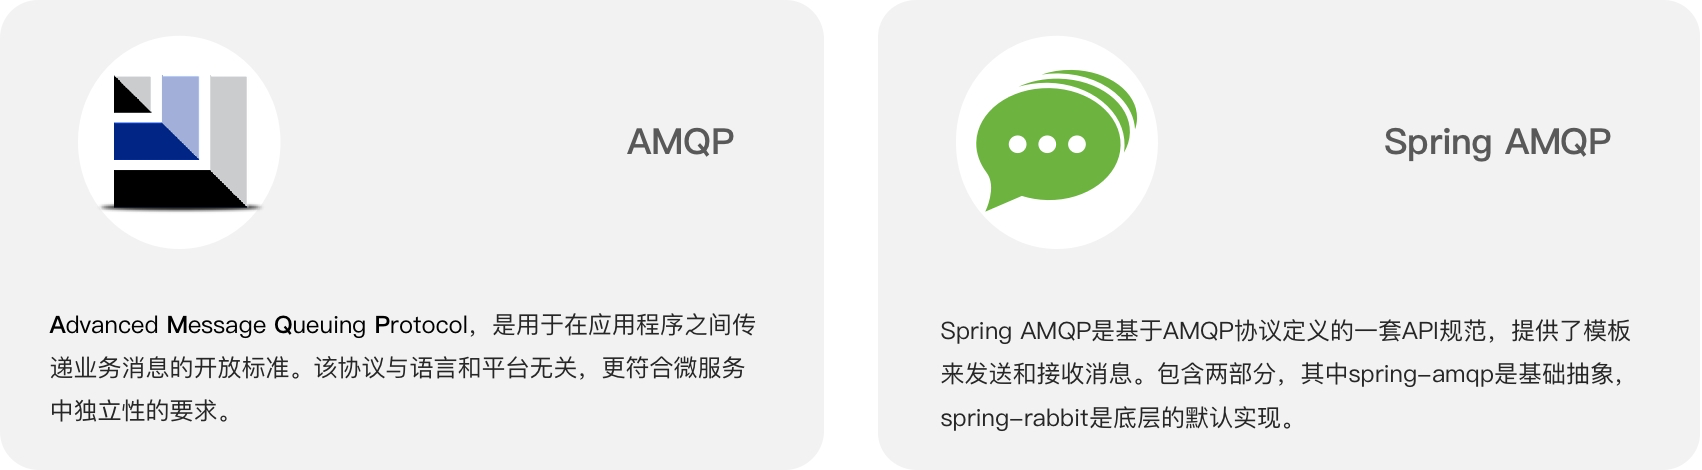 AMQP
Advanced Message Queuing Protocol，是用于在应用程序之间传
递业务消息的开放标准。该协议与语言和平台无关，更符合微服务
中独立性的要求。
Spring AMQP
Spring AMQP是基于AMQP协议定义的一套API规范，提供了模板
来发送和接收消息。包含两部分，其中spring-amqp是基础抽象，
spring-rabbit是底层的默认实现。